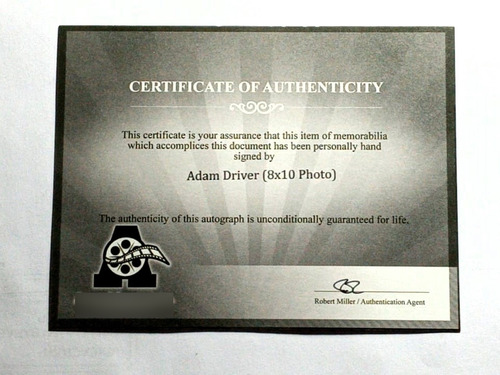 CERTIFICATE OF AUTHENTICITY
This certificate is your assurance that this item of memorabilia
which accomplices this document has been personally hand
signed by
Adam Driver (8x10 Photo)
The authenticity of this autograph is unconditionally guaranteed for life.
A
Robert Miller / Authentication Agent